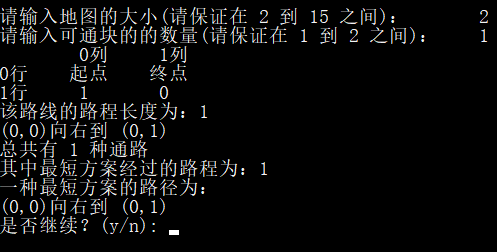 请输入地图的大小(请保证在 2 到 15 之间)： 2
请输入可通块的的数量(请保证在 1 到 2 之间)： 1
0列 1列
0行 起点 终点
1行 1 0
该路线的路程长度为：1
(0,0)向右到 (0,1)
总共有 1 种通路
其中最短方案经过的路程为：1
一种最短方案的路径为：
(0,0)向右到 (0,1)
是否继续？(y/n):